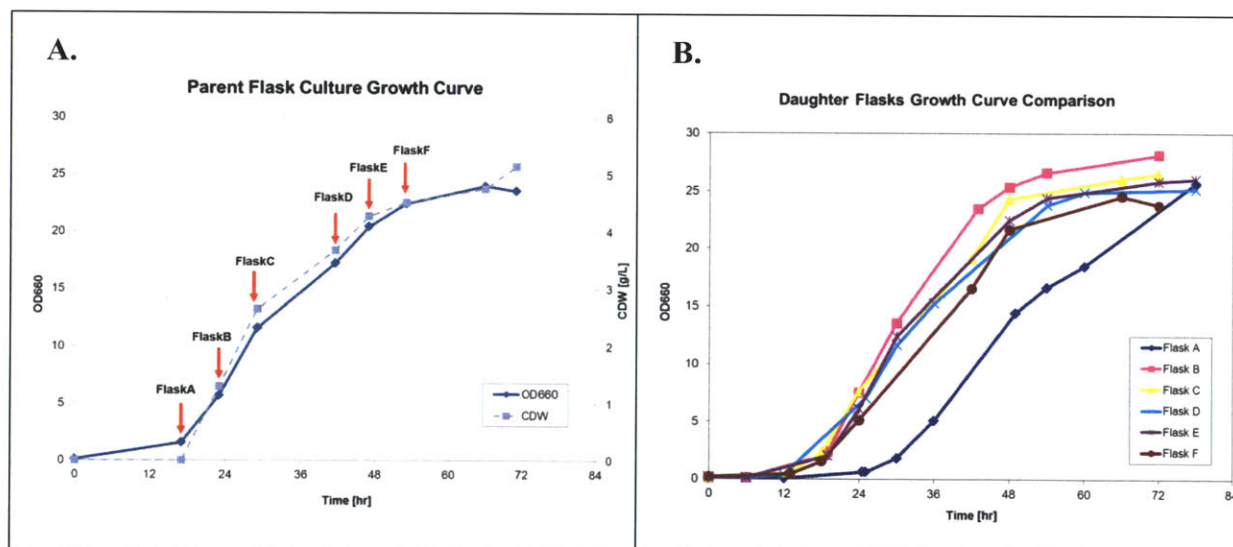 A.
Parent Flask Culture Growth Curve
30
25
20
15
10
5
0
OD660
6
5
4
3
2
1
0
CDW [g/L]
FlaskA
FlaskB
FlaskC
FlaskD
FlaskE
FlaskF
OD660
CDW
0 12 24 36 48 60 72 84
Time [hr]
B.
Daughter Flasks Growth Curve Comparison
30
25
20
15
10
5
0
OD660
Flask A
Flask B
Flask C
Flask D
Flask E
Flask F
0 12 24 36 48 60 72 84
Time [hr]